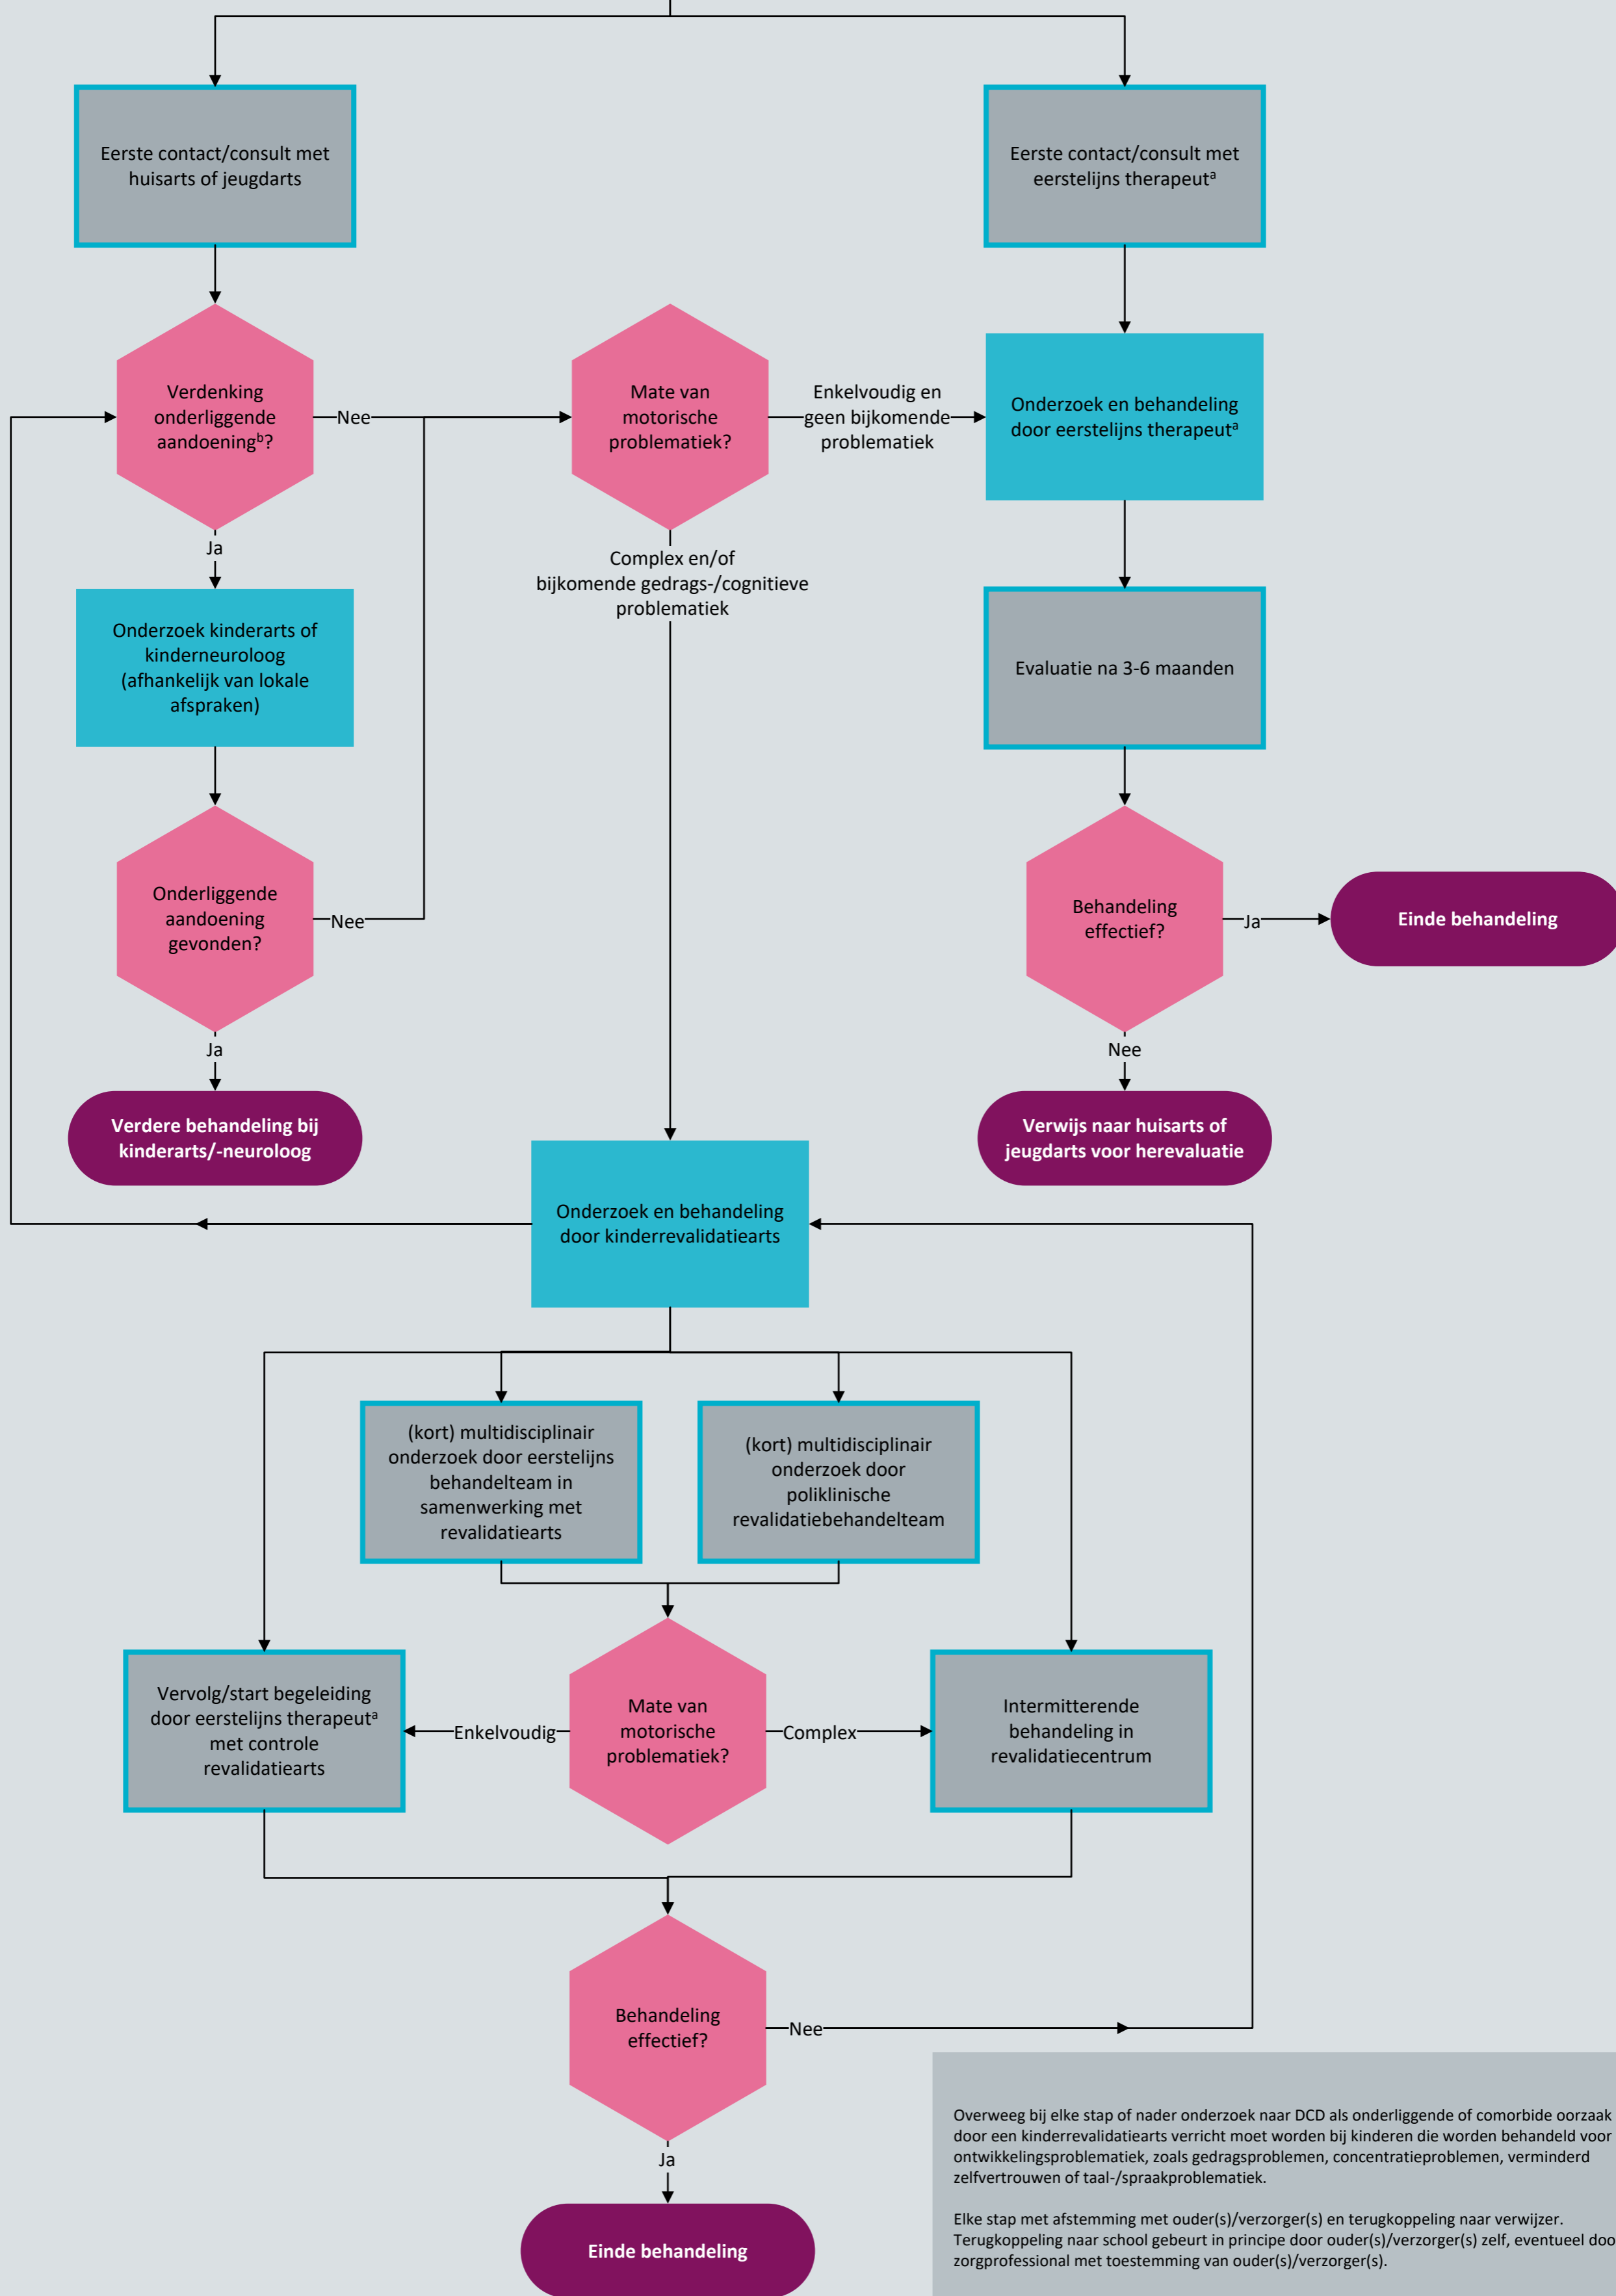 Eerste contact/consult met
huisarts of jeugdarts
Eerste contact/consult met
eerstelijns therapeutᵃ
Verdenking
onderliggende
aandoeningᵇ?
Nee
Mate van
motorische
problematiek?
Enkelvoudig en
geen bijkomende
problematiek
Onderzoek en behandeling
door eerstelijns therapeutᵃ
Ja
Complex en/of
bijkomende gedrags-/cognitieve
problematiek
Onderzoek kinderarts of
kinderneuroloog
(afhankelijk van lokale
afspraken)
Evaluatie na 3-6 maanden
Onderliggende
aandoening
gevonden?
Nee
Behandeling
effectief?
Ja
Einde behandeling
Ja
Nee
Verdere behandeling bij
kinderarts/-neuroloog
Verwijs naar huisarts of
jeugdarts voor herevaluatie
Onderzoek en behandeling
door kinderrevalidatiearts
(kort) multidisciplinair
onderzoek door eerstelijns
behandelteam in
samenwerking met
revalidatiearts
(kort) multidisciplinair
onderzoek door
poliklinische
revalidatiebehandelteam
Vervolg/start begeleiding
door eerstelijns therapeutᵃ
met controle
revalidatiearts
Enkelvoudig
Mate van
motorische
problematiek?
Complex
Intermitterende
behandeling in
revalidatiecentrum
Behandeling
effectief?
Nee
Ja
Einde behandeling
Overweeg bij elke stap of nader onderzoek naar DCD als onderliggende of comorbide oorzaak
door een kinderrevalidatiearts verricht moet worden bij kinderen die worden behandeld voor
ontwikkelingsproblematiek, zoals gedragsproblemen, concentratieproblemen, verminderd
zelfvertrouwen of taal-/spraakproblematiek.
Elke stap met afstemming met ouder(s)/verzorger(s) en terugkoppeling naar verwijzer.
Terugkoppeling naar school gebeurt in principe door ouder(s)/verzorger(s) zelf, eventueel doo
zorgprofessional met toestemming van ouder(s)/verzorger(s).